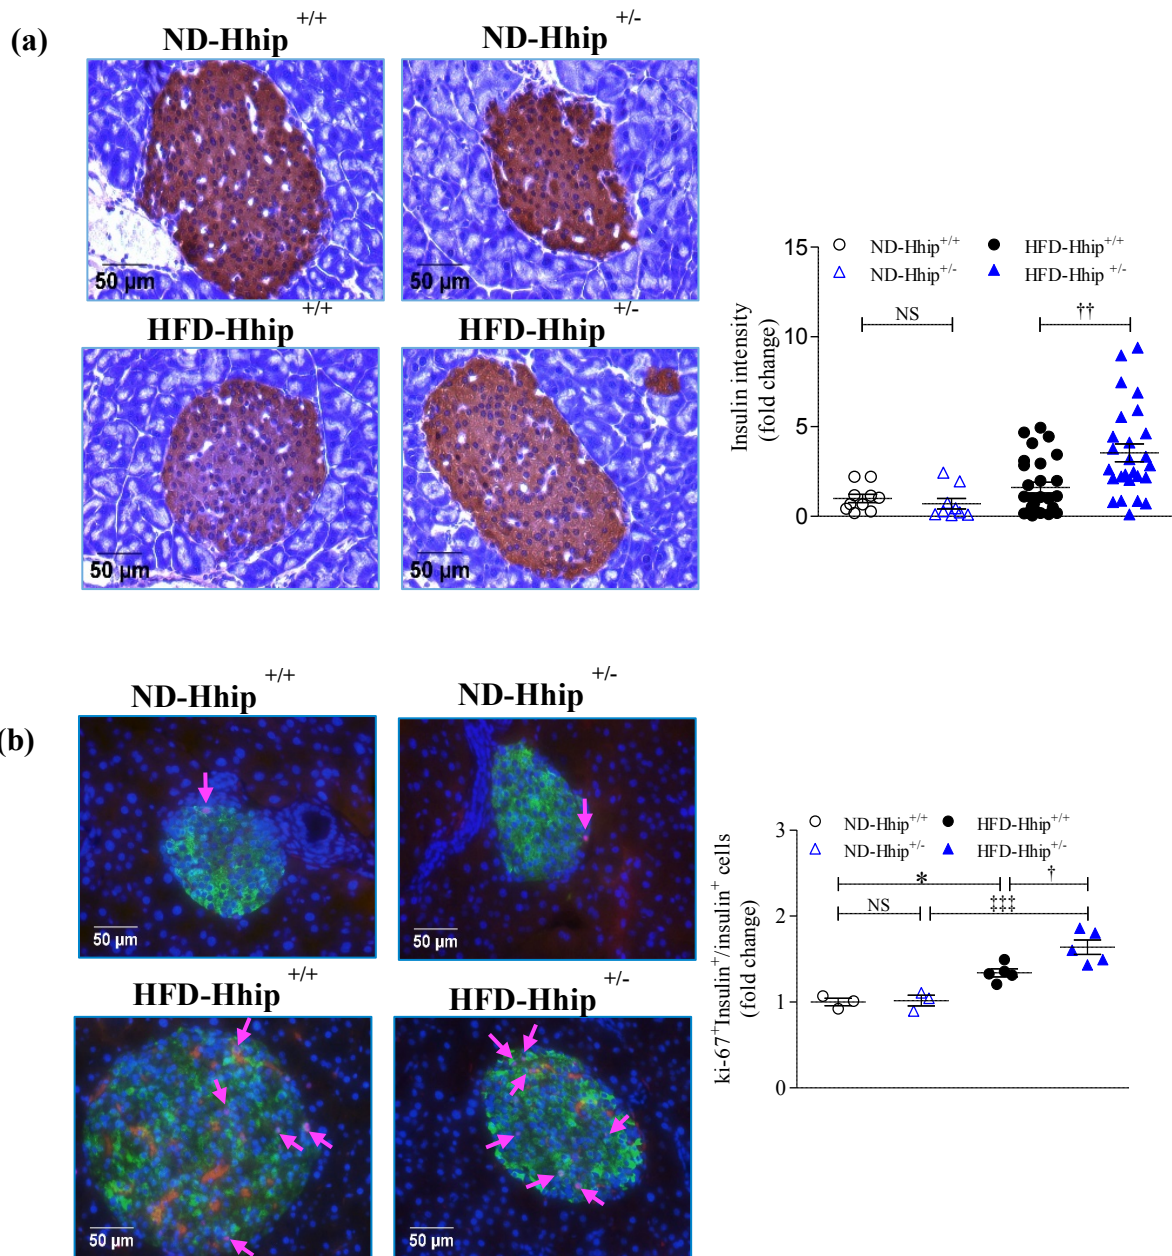 (a)
ND-Hhip+/+
ND-Hhip+/-
50 µm
50 µm
HFD-Hhip+/+
HFD-Hhip+/-
50 µm
50 µm
ND-Hhip+/+
HFD-Hhip+/+
ND-Hhip+/-
HFD-Hhip +/-
15
10
5
0
NS
††
Insulin intensity
(fold change)
(b)
ND-Hhip+/+
ND-Hhip+/-
50 µm
50 µm
HFD-Hhip+/+
HFD-Hhip+/-
50 µm
50 µm
ND-Hhip+/+
HFD-Hhip+/+
ND-Hhip+/-
HFD-Hhip+/-
3
2
1
0
*
†
NS
‡‡‡
ki-67+Insulin+/insulin+ cells
(fold change)